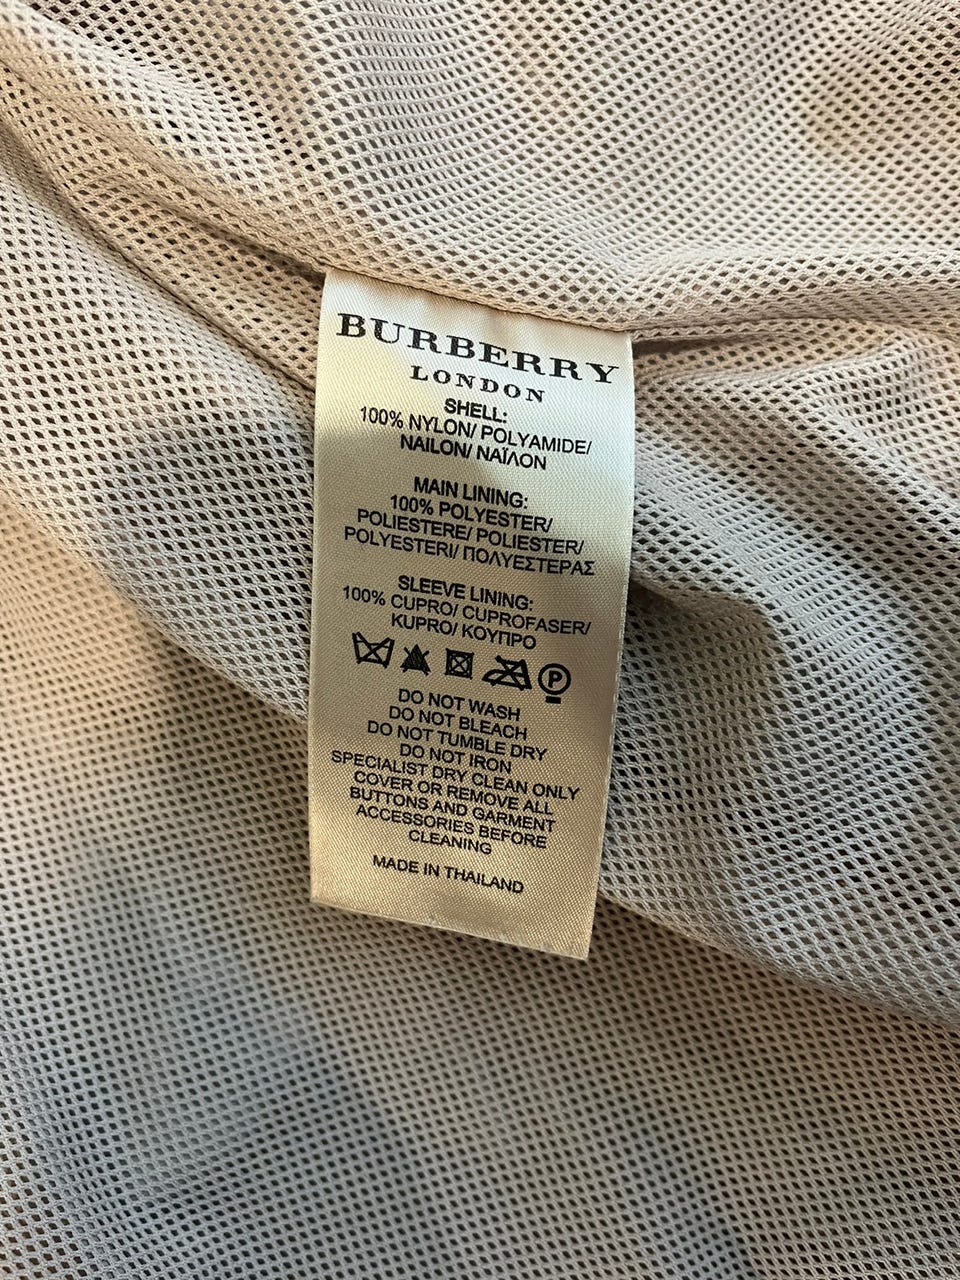 BURBERRY
LONDON
SHELL:
100% NYLON/ POLYAMIDE/
NAILON/ ΝΑΪΛΟΝ
MAIN LINING:
100% POLYESTER/
POLIESTERE/ POLIESTER/
POLYESTERI/ ΠΟΛΥΕΣΤΕΡΑΣ
SLEEVE LINING:
100% CUPRO/ CUPROFASER/
KUPRO/ ΚΟΥΠΡΟ
P
DO NOT WASH
DO NOT BLEACH
DO NOT TUMBLE DRY
DO NOT IRON
SPECIALIST DRY CLEAN ONLY
COVER OR REMOVE ALL
BUTTONS AND GARMENT
ACCESSORIES BEFORE
CLEANING
MADE IN THAILAND